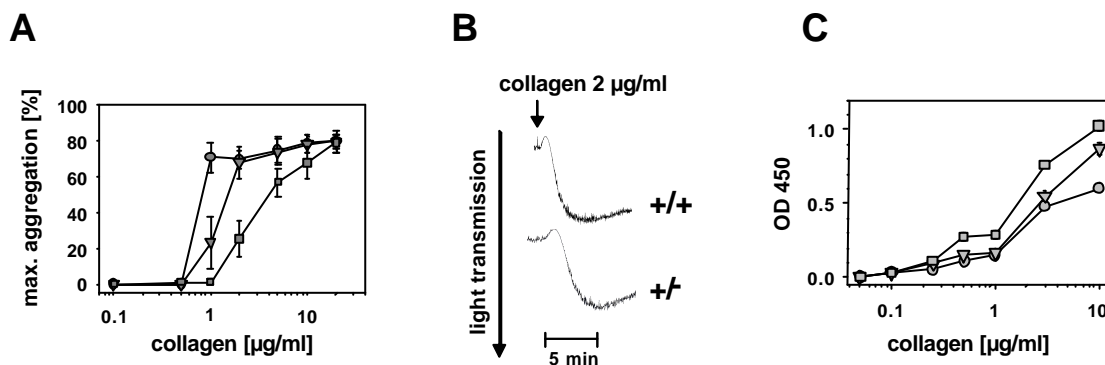 A
max. aggregation [%]
100
80
60
40
20
0
0.1 1 10
collagen [µg/ml]
B
collagen 2 µg/ml
light transmission
+/+
+/-
5 min
C
OD 450
1.0
0.5
0.0
0.1 1 10
collagen [µg/ml]